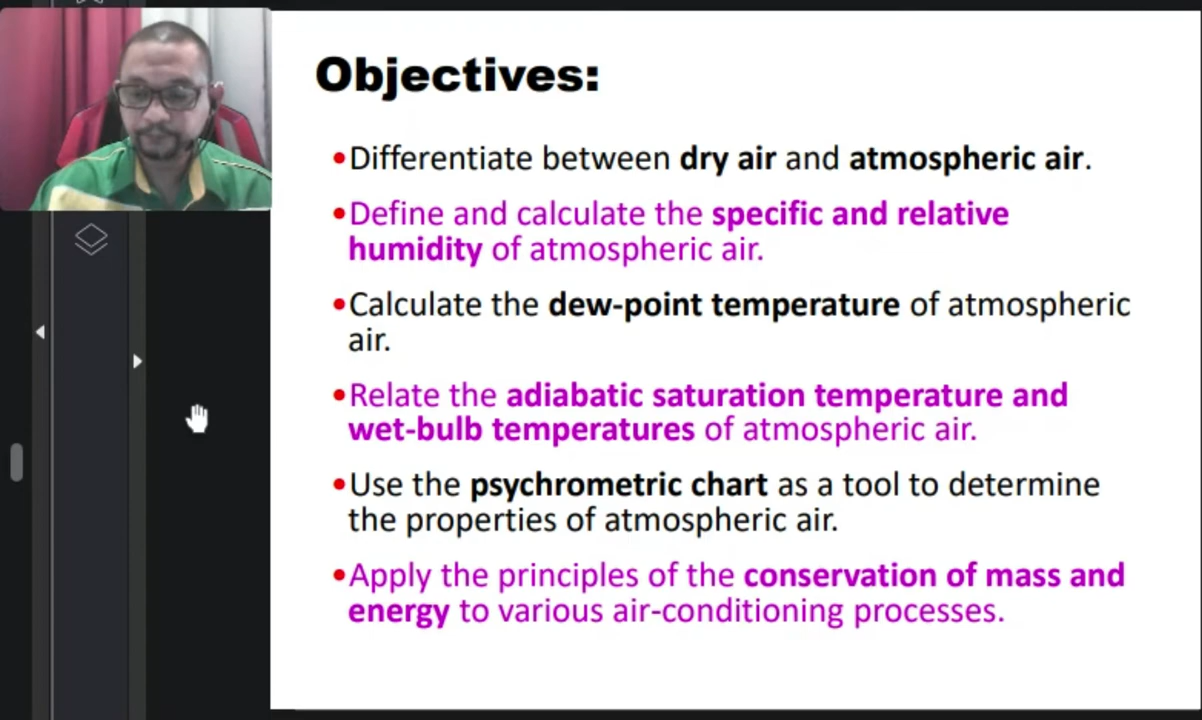 Objectives:
•Differentiate between dry air and atmospheric air.
•Define and calculate the specific and relative
humidity of atmospheric air.
•Calculate the dew-point temperature of atmospheric
air.
•Relate the adiabatic saturation temperature and
wet-bulb temperatures of atmospheric air.
•Use the psychrometric chart as a tool to determine
the properties of atmospheric air.
•Apply the principles of the conservation of mass and
energy to various air-conditioning processes.